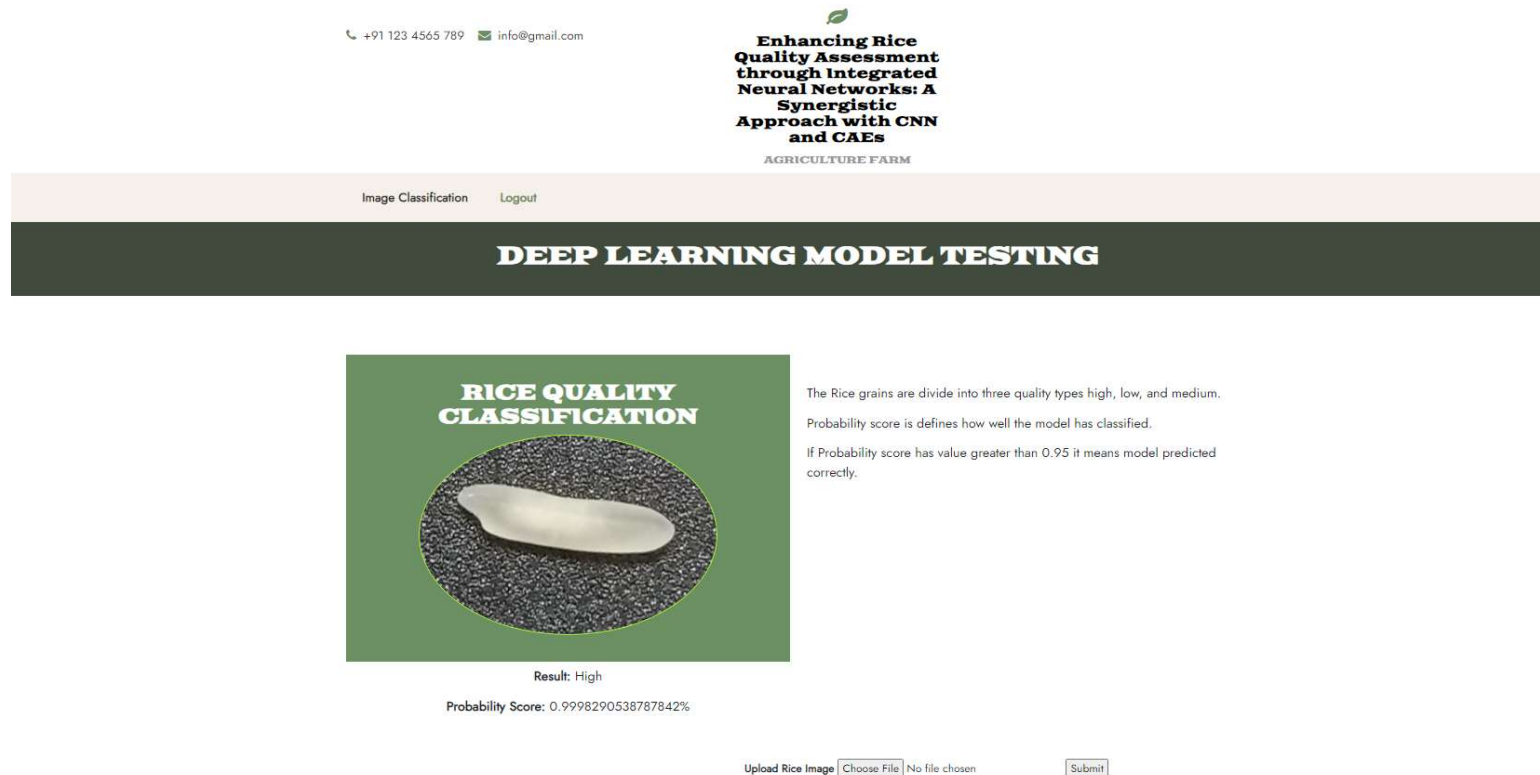 +91 123 4565 789 info@gmail.com
Enhancing Rice
Quality Assessment
through Integrated
Neural Networks: A
Synergistic
Approach with CNN
and CAEs
AGRICULTURE FARM
Image Classification Logout
DEEP LEARNING MODEL TESTING
RICE QUALITY
CLASSIFICATION
Result: High
Probability Score: 0.9998290538787842%
The Rice grains are divide into three quality types high, low, and medium.
Probability score is defines how well the model has classified.
If Probability score has value greater than 0.95 it means model predicted
correctly.
Upload Rice Image Choose File No file chosen Submit